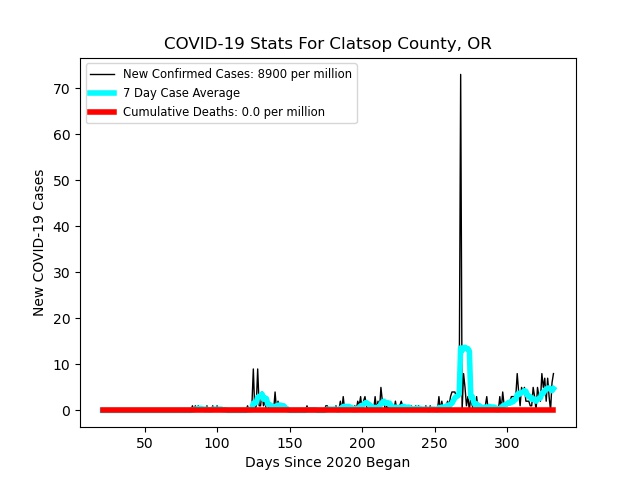 COVID-19 Stats For Clatsop County, OR
New Confirmed Cases: 8900 per million
7 Day Case Average
Cumulative Deaths: 0.0 per million
New COVID-19 Cases
70
60
50
40
30
20
10
0
50 100 150 200 250 300
Days Since 2020 Began